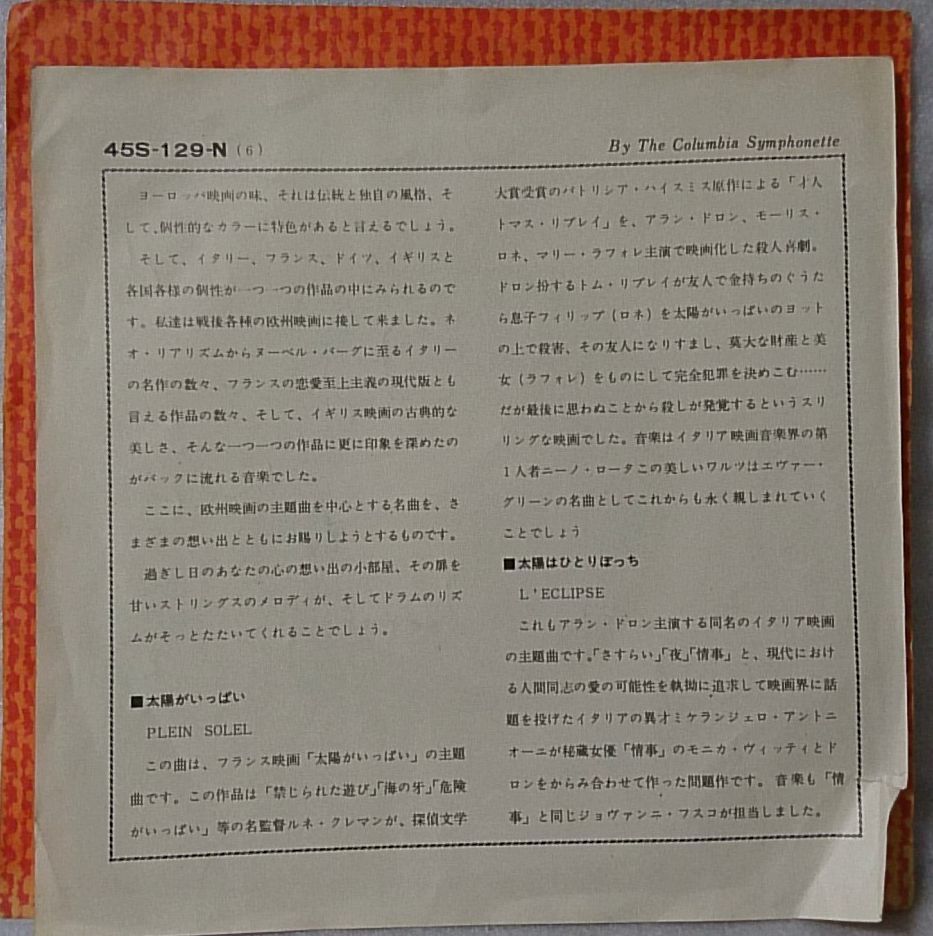 45S-129-N (6)
By The Columbia Symphonette
ヨーロッパ映画の味、それは伝統と独自の風格、そ
して、個性的なカラーに特色があると言えるでしょう。
そして、イタリー、フランス、ドイツ、イギリスと
各国各様の個性が一つ一つの作品の中にみられるので
す。私達は戦後各種の欧州映画に接して来ました。ネ
オ・リアリズムからヌーベル・バーグに至るイタリー
の名作の数々、フランスの恋愛至上主義の現代版とも
言える作品の数々、そして、イギリス映画の古典的な
美しさ、そんな一つ一つの作品に更に印象を深めたの
がバックに流れる音楽でした。
ここに、欧州映画の主題曲を中心とする名曲を、さ
まざまの想い出とともにお賜りしようとするものです。
過ぎし日のあなたの心の想い出の小部屋、その扉を
甘いストリングスのメロディが、そしてドラムのリズ
ムがそっとたたいてくれることでしょう。
■太陽がいっぱい
PLEIN SOLEL
この曲は、フランス映画「太陽がいっぱい」の主題
曲です。この作品は「禁じられた遊び」「海の牙」「危険
がいっぱい」等の名監督ルネ・クレマンが、探偵文学
大賞受賞のパトリシア・ハイスミス原作による「才人
トマス・リプレイ」を、アラン・ドロン、モーリス・
ロネ、マリー・ラフォレ主演で映画化した殺人喜劇。
ドロン扮するトム・リプレイが友人で金持ちのぐうた
ら息子フィリップ（ロネ）を太陽がいっぱいのヨット
の上で殺害、その友人になりすまし、莫大な財産と美
女（ラフォレ）をものにして完全犯罪を決めこむ……
だが最後に思わぬことから殺しが発覚するというスリ
リングな映画でした。音楽はイタリア映画音楽界の第
1人者ニーノ・ロータこの美しいワルツはエヴァー・
グリーンの名曲としてこれからも永く親しまれていく
ことでしょう
■太陽はひとりぼっち
L'ECLIPSE
これもアラン・ドロン主演する同名のイタリア映画
の主題曲です。「さすらい」「夜」「情事」と、現代におけ
る人間同志の愛の可能性を執拗に追求して映画界に話
題を投げたイタリアの異才ミケランジェロ・アントニ
オーニが秘蔵女優「情事」のモニカ・ヴィッティとド
ロンをからみ合わせて作った問題作です。音楽も「情
事」と同じジョヴァンニ・フスコが担当しました。